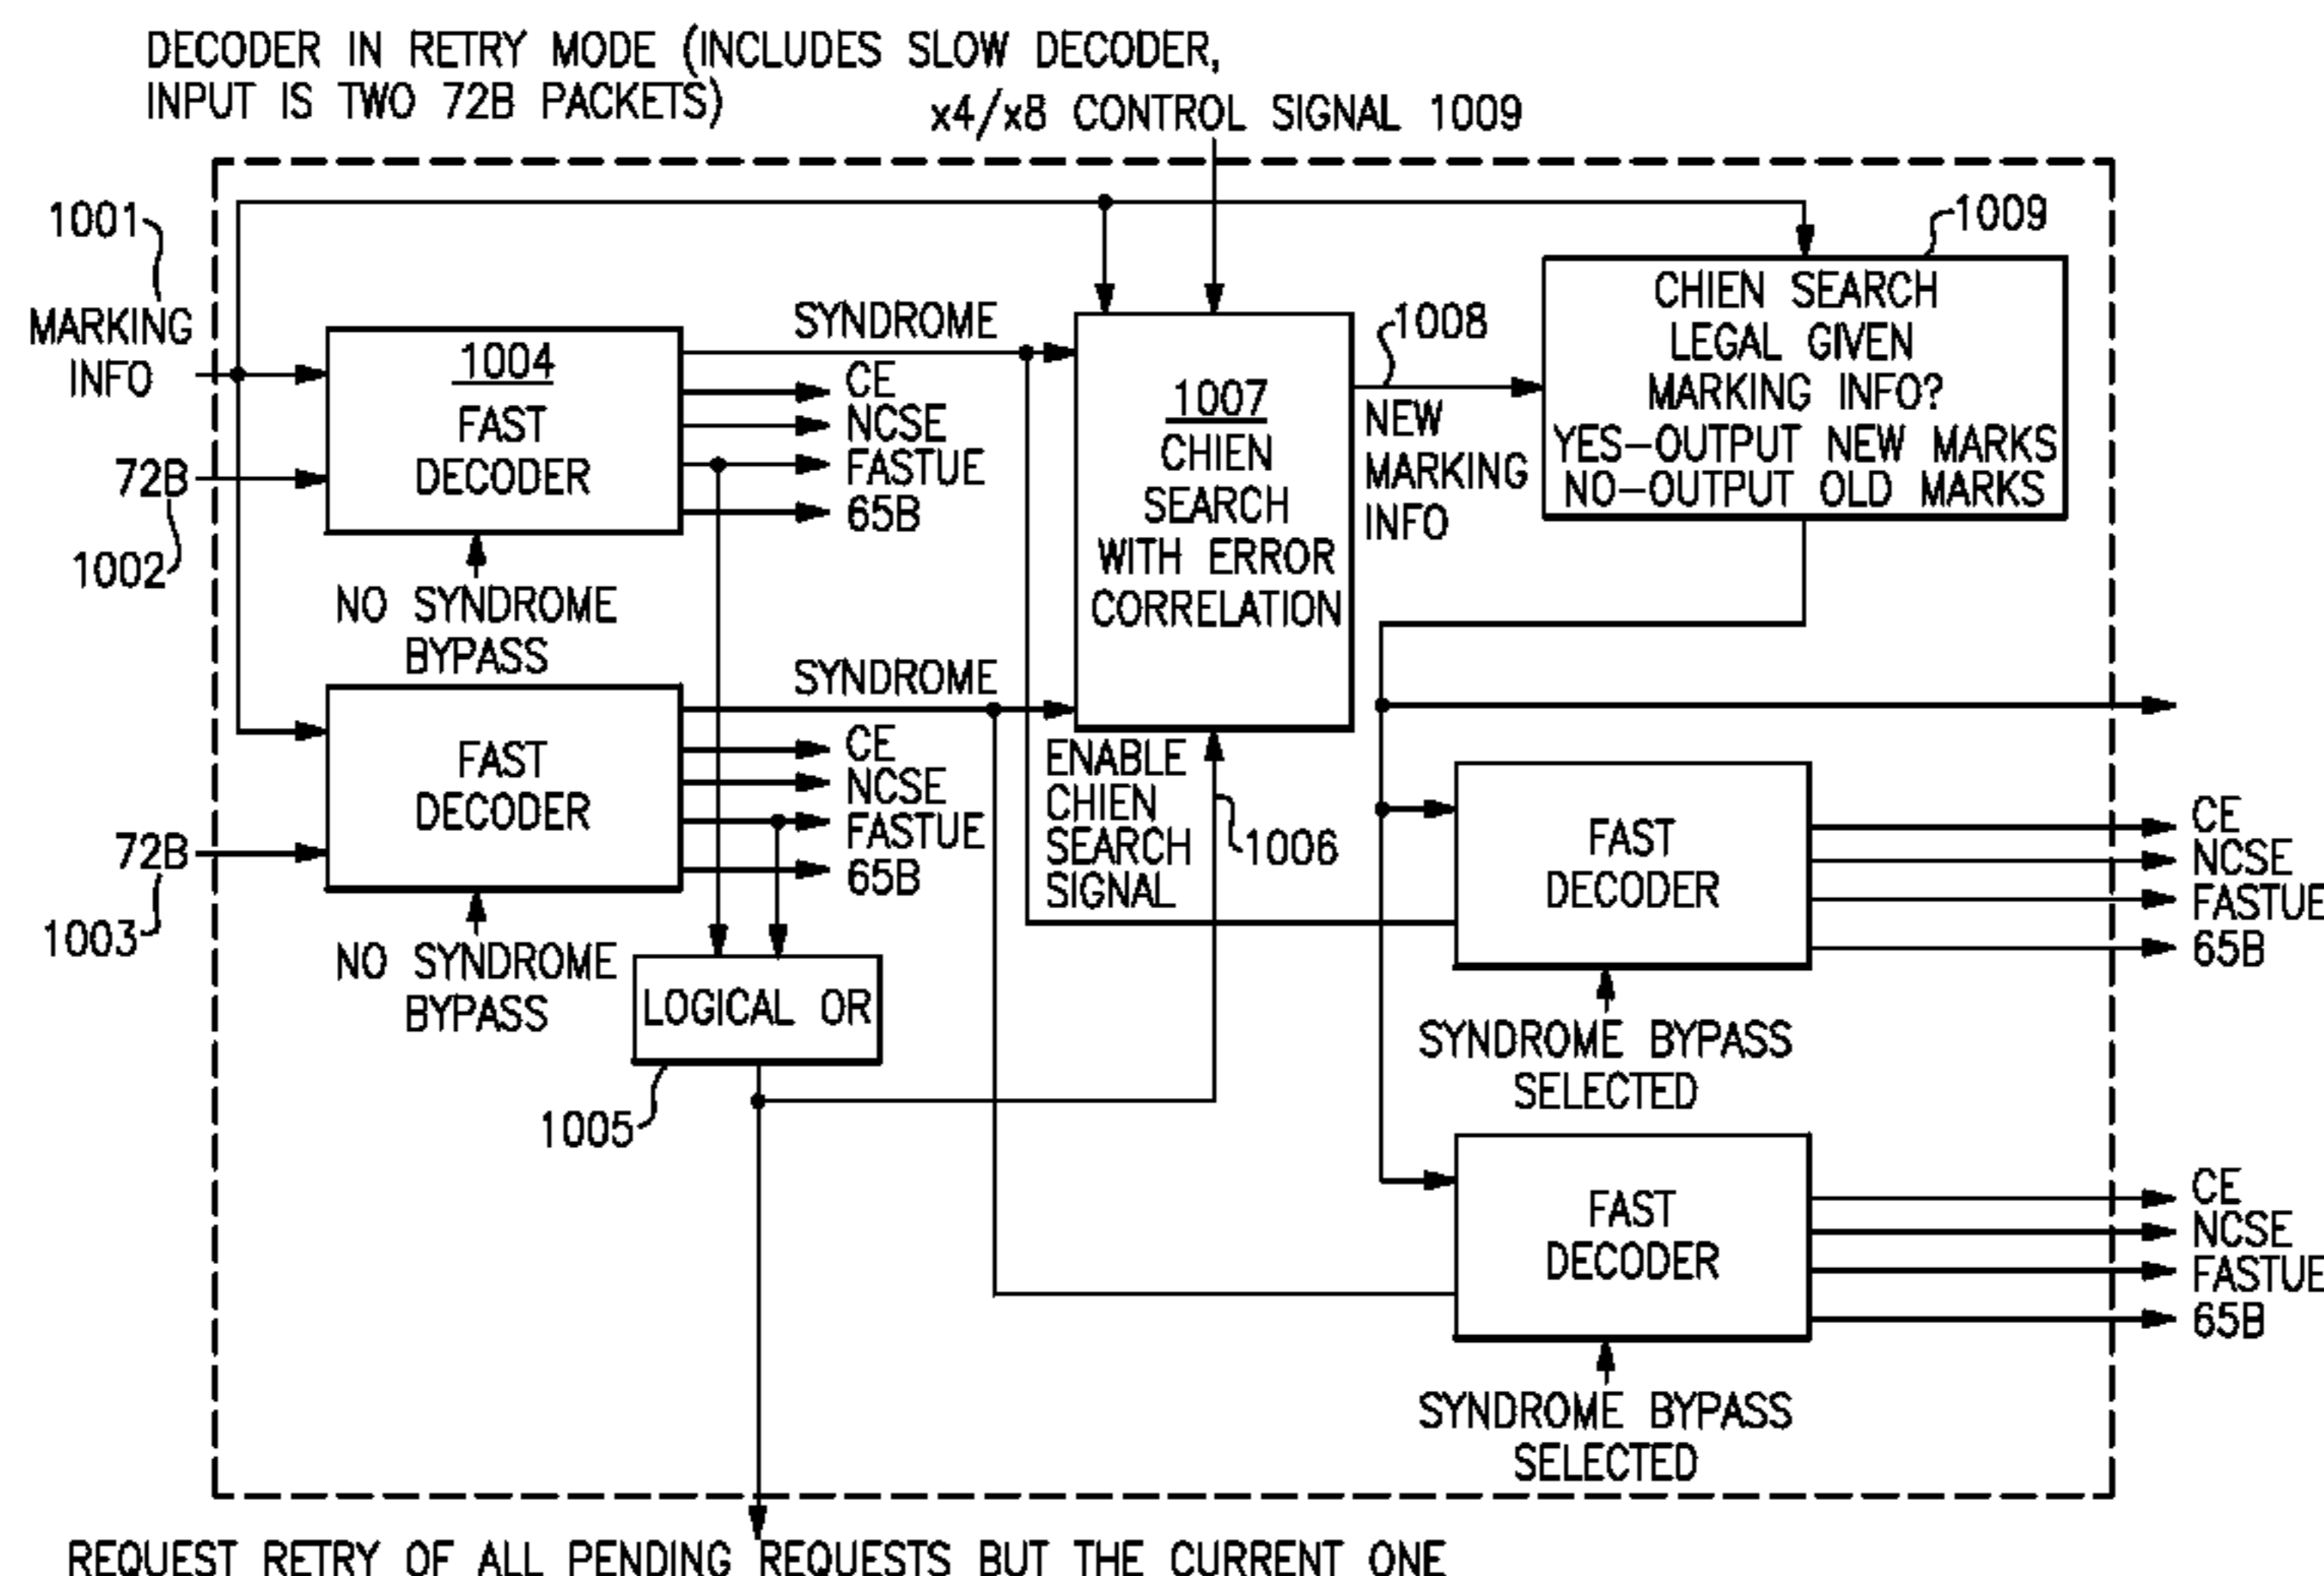 DECODER IN RETRY MODE (INCLUDES SLOW DECODER,
INPUT IS TWO 72B PACKETS)
x4/x8 CONTROL SIGNAL 1009
1001
MARKING
INFO
72B
1002
1004
FAST
DECODER
NO SYNDROME
BYPASS
SYNDROME
CE
NCSE
FASTUE
65B
72B
1003
FAST
DECODER
NO SYNDROME
BYPASS
SYNDROME
CE
NCSE
FASTUE
65B
LOGICAL OR
1005
1007
CHIEN
SEARCH
WITH ERROR
CORRELATION
ENABLE
CHIEN
SEARCH
SIGNAL
1006
1008
NEW
MARKING
INFO
1009
CHIEN SEARCH
LEGAL GIVEN
MARKING INFO?
YES-OUTPUT NEW MARKS
NO-OUTPUT OLD MARKS
FAST
DECODER
SYNDROME BYPASS
SELECTED
CE
NCSE
FASTUE
65B
FAST
DECODER
SYNDROME BYPASS
SELECTED
CE
NCSE
FASTUE
65B
REQUEST RETRY OF ALL PENDING REQUESTS BUT THE CURRENT ONE